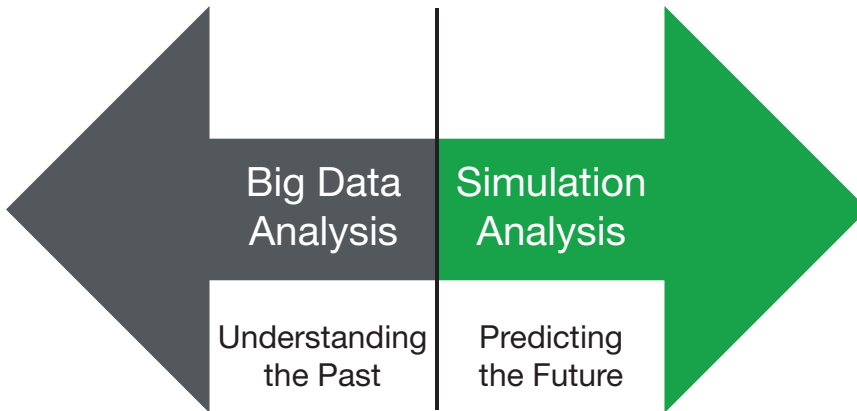 Big Data
Analysis
Simulation
Analysis
Understanding
the Past
Predicting
the Future